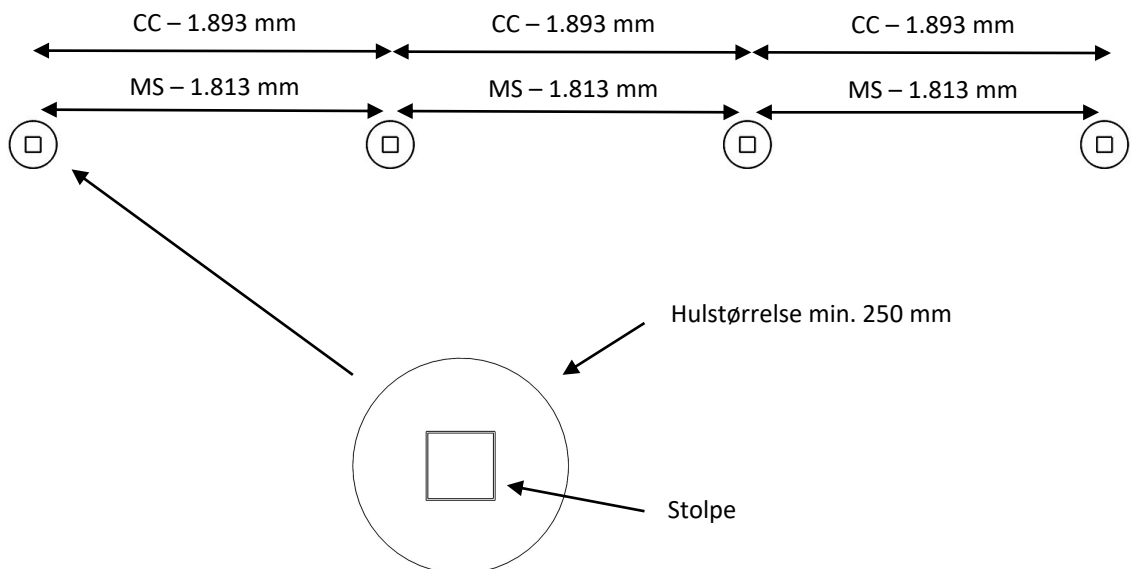 CC – 1.893 mm
CC – 1.893 mm
CC – 1.893 mm
MS – 1.813 mm
MS – 1.813 mm
MS – 1.813 mm
Hulstørrelse min. 250 mm
Stolpe